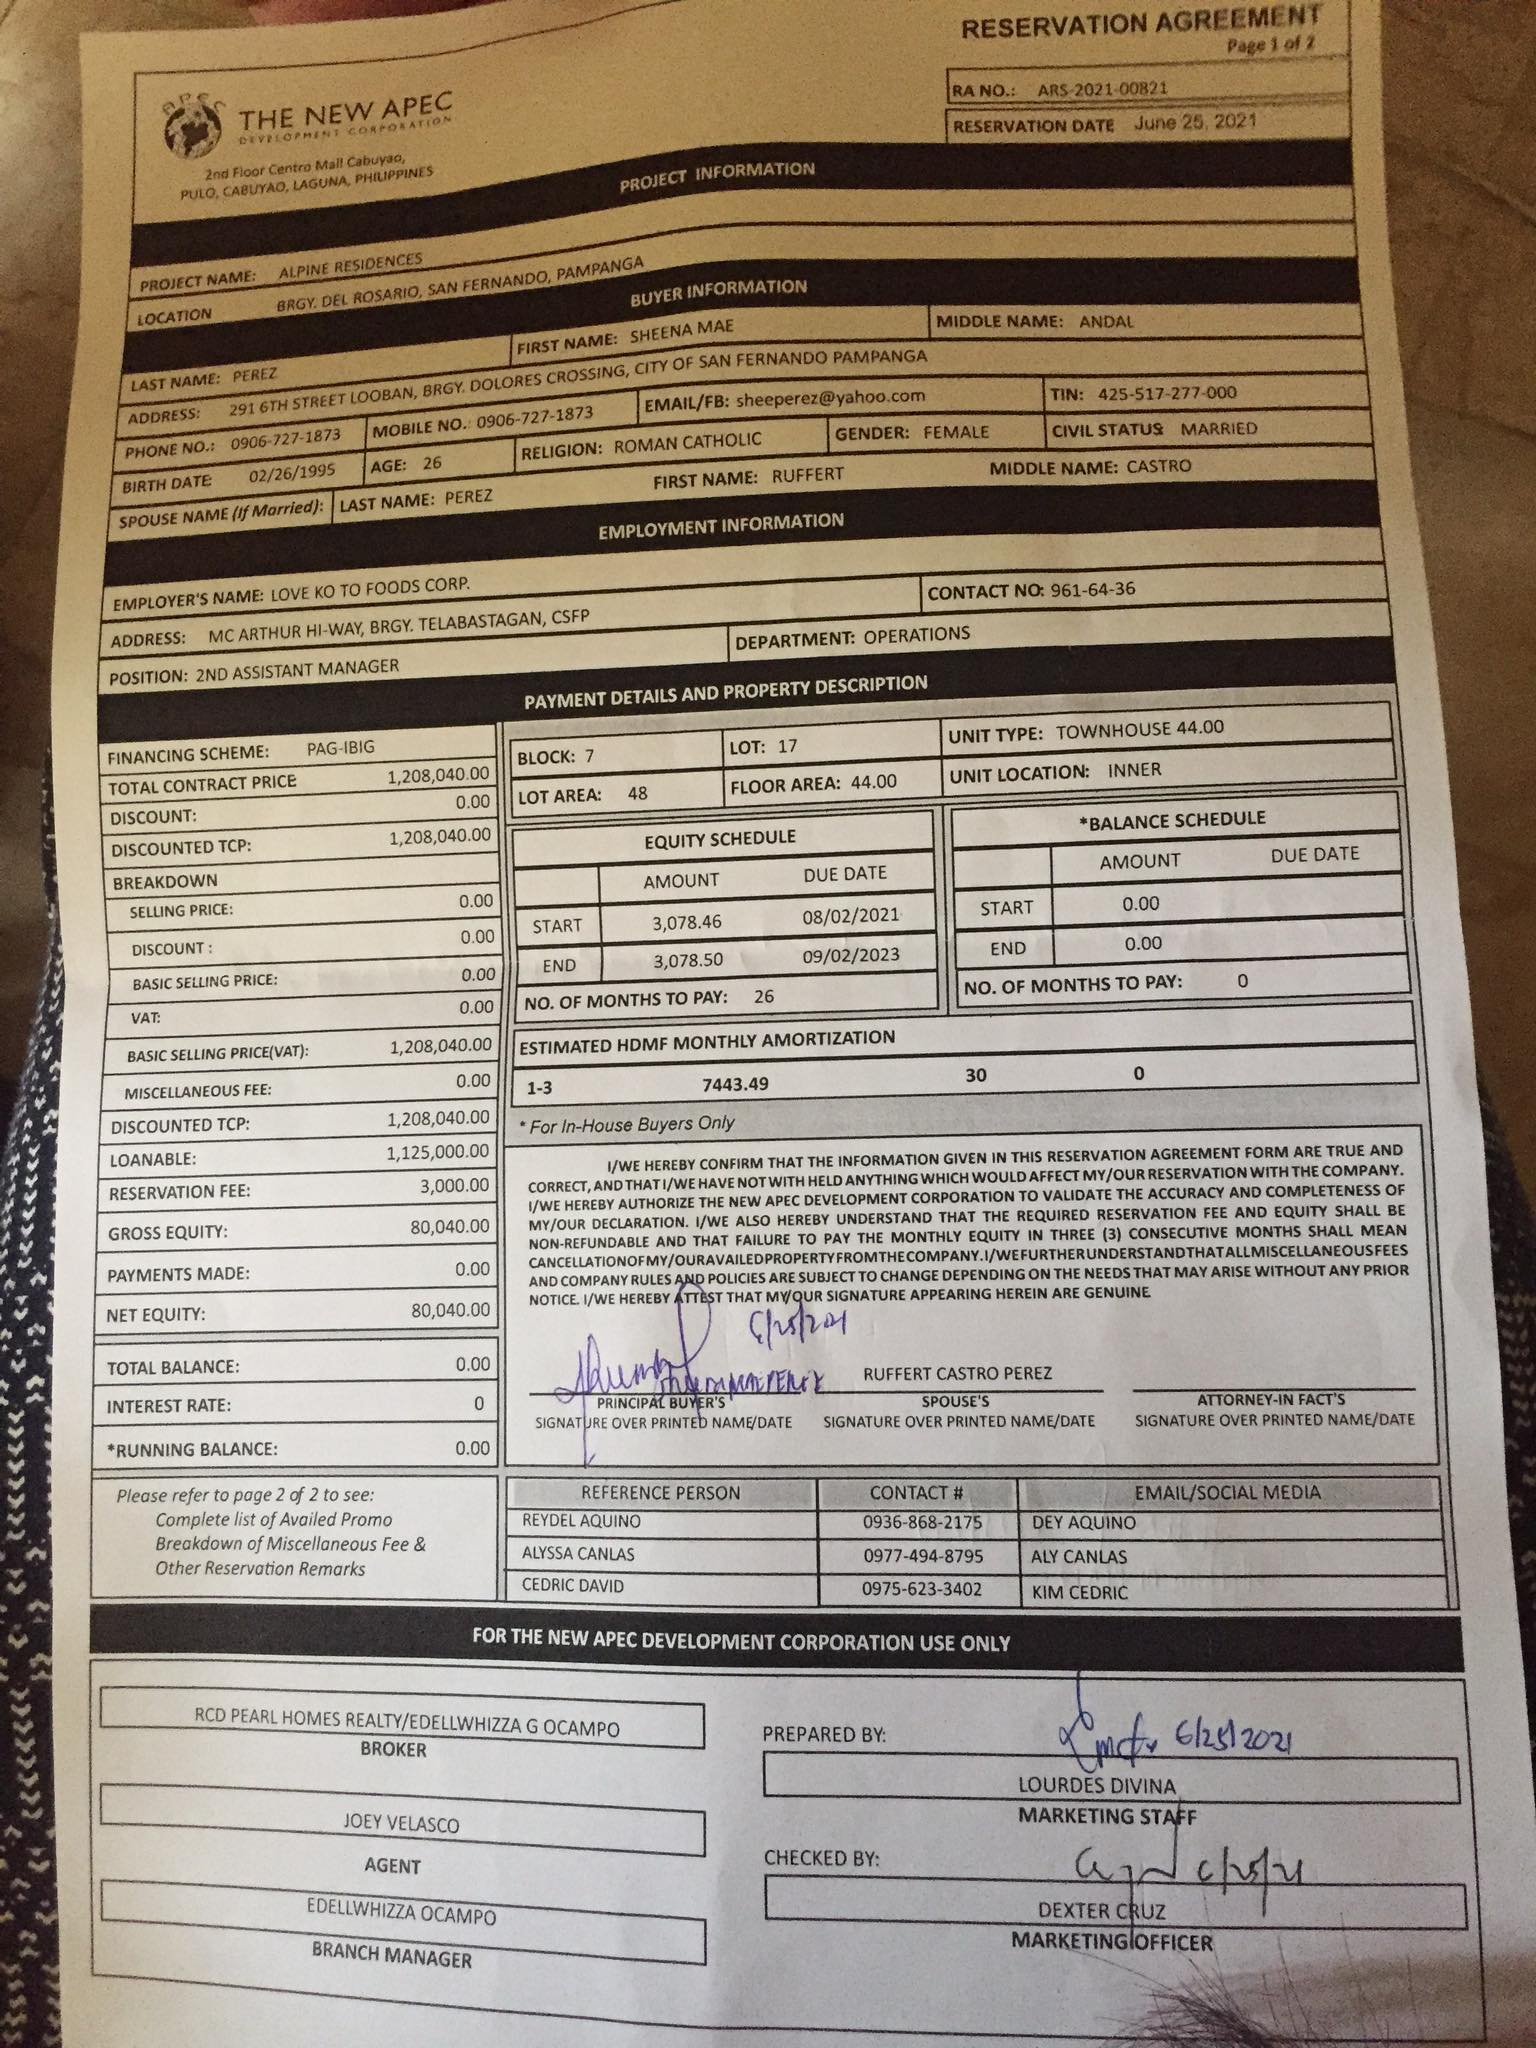 RESERVATION AGREEMENT
Page 1 of 2
APEC
THE NEW APEC
DEVELOPMENT CORPORATION
2nd Floor Centro Mall Cabuyao,
PULO, CABUYAO, LAGUNA, PHILIPPINES
RA NO.: ARS-2021-00821
RESERVATION DATE June 25, 2021
PROJECT INFORMATION
PROJECT NAME: ALPINE RESIDENCES
LOCATION BRGY. DEL ROSARIO, SAN FERNANDO, PAMPANGA
BUYER INFORMATION
LAST NAME: PEREZ FIRST NAME: SHEENA MAE MIDDLE NAME: ANDAL
ADDRESS: 291 6TH STREET LOOBAN, BRGY. DOLORES CROSSING, CITY OF SAN FERNANDO PAMPANGA
PHONE NO.: 0906-727-1873 MOBILE NO.: 0906-727-1873 EMAIL/FB: sheeperez@yahoo.com TIN: 425-517-277-000
BIRTH DATE: 02/26/1995 AGE: 26 RELIGION: ROMAN CATHOLIC GENDER: FEMALE CIVIL STATUS: MARRIED
SPOUSE NAME (If Married): LAST NAME: PEREZ FIRST NAME: RUFFERT MIDDLE NAME: CASTRO
EMPLOYMENT INFORMATION
EMPLOYER'S NAME: LOVE KO TO FOODS CORP. CONTACT NO: 961-64-36
ADDRESS: MC ARTHUR HI-WAY, BRGY. TELABASTAGAN, CSFP
POSITION: 2ND ASSISTANT MANAGER DEPARTMENT: OPERATIONS
PAYMENT DETAILS AND PROPERTY DESCRIPTION
FINANCING SCHEME: PAG-IBIG
TOTAL CONTRACT PRICE 1,208,040.00
DISCOUNT: 0.00
DISCOUNTED TCP: 1,208,040.00
BREAKDOWN
SELLING PRICE: 0.00
DISCOUNT : 0.00
BASIC SELLING PRICE: 0.00
VAT: 0.00
BASIC SELLING PRICE(VAT): 1,208,040.00
MISCELLANEOUS FEE: 0.00
DISCOUNTED TCP: 1,208,040.00
LOANABLE: 1,125,000.00
RESERVATION FEE: 3,000.00
GROSS EQUITY: 80,040.00
PAYMENTS MADE: 0.00
NET EQUITY: 80,040.00
TOTAL BALANCE: 0.00
INTEREST RATE: 0
*RUNNING BALANCE: 0.00
Please refer to page 2 of 2 to see:
Complete list of Availed Promo
Breakdown of Miscellaneous Fee &
Other Reservation Remarks
BLOCK: 7 LOT: 17 UNIT TYPE: TOWNHOUSE 44.00
LOT AREA: 48 FLOOR AREA: 44.00 UNIT LOCATION: INNER
EQUITY SCHEDULE
AMOUNT DUE DATE
START 3,078.46 08/02/2021
END 3,078.50 09/02/2023
NO. OF MONTHS TO PAY: 26
*BALANCE SCHEDULE
AMOUNT DUE DATE
START 0.00
END 0.00
NO. OF MONTHS TO PAY: 0
ESTIMATED HDMF MONTHLY AMORTIZATION
1-3 7443.49 30 0
* For In-House Buyers Only
I/WE HEREBY CONFIRM THAT THE INFORMATION GIVEN IN THIS RESERVATION AGREEMENT FORM ARE TRUE AND
CORRECT, AND THAT I/WE HAVE NOT WITH HELD ANYTHING WHICH WOULD AFFECT MY/OUR RESERVATION WITH THE COMPANY.
I/WE HEREBY AUTHORIZE THE NEW APEC DEVELOPMENT CORPORATION TO VALIDATE THE ACCURACY AND COMPLETENESS OF
MY/OUR DECLARATION. I/WE ALSO HEREBY UNDERSTAND THAT THE REQUIRED RESERVATION FEE AND EQUITY SHALL BE
NON-REFUNDABLE AND THAT FAILURE TO PAY THE MONTHLY EQUITY IN THREE (3) CONSECUTIVE MONTHS SHALL MEAN
CANCELLATION OF MY/OUR AVAILED PROPERTY FROM THE COMPANY. I/WE FURTHER UNDERSTAND THAT ALL MISCELLANEOUS FEES
AND COMPANY RULES AND POLICIES ARE SUBJECT TO CHANGE DEPENDING ON THE NEEDS THAT MAY ARISE WITHOUT ANY PRIOR
NOTICE. I/WE HEREBY ATTEST THAT MY/OUR SIGNATURE APPEARING HEREIN ARE GENUINE
6/25/2021
RUFFERT CASTRO PEREZ
PRINCIPAL BUYER'S SPOUSE'S ATTORNEY-IN FACT'S
SIGNATURE OVER PRINTED NAME/DATE SIGNATURE OVER PRINTED NAME/DATE SIGNATURE OVER PRINTED NAME/DATE
REFERENCE PERSON CONTACT # EMAIL/SOCIAL MEDIA
REYDEL AQUINO 0936-868-2175 DEY AQUINO
ALYSSA CANLAS 0977-494-8795 ALY CANLAS
CEDRIC DAVID 0975-623-3402 KIM CEDRIC
FOR THE NEW APEC DEVELOPMENT CORPORATION USE ONLY
RCD PEARL HOMES REALTY/EDELLWHIZZA G OCAMPO
BROKER
JOEY VELASCO
AGENT
EDELLWHIZZA OCAMPO
BRANCH MANAGER
PREPARED BY:
6/25/2021
LOURDES DIVINA
MARKETING STAFF
CHECKED BY:
6/25/21
DEXTER CRUZ
MARKETING OFFICER